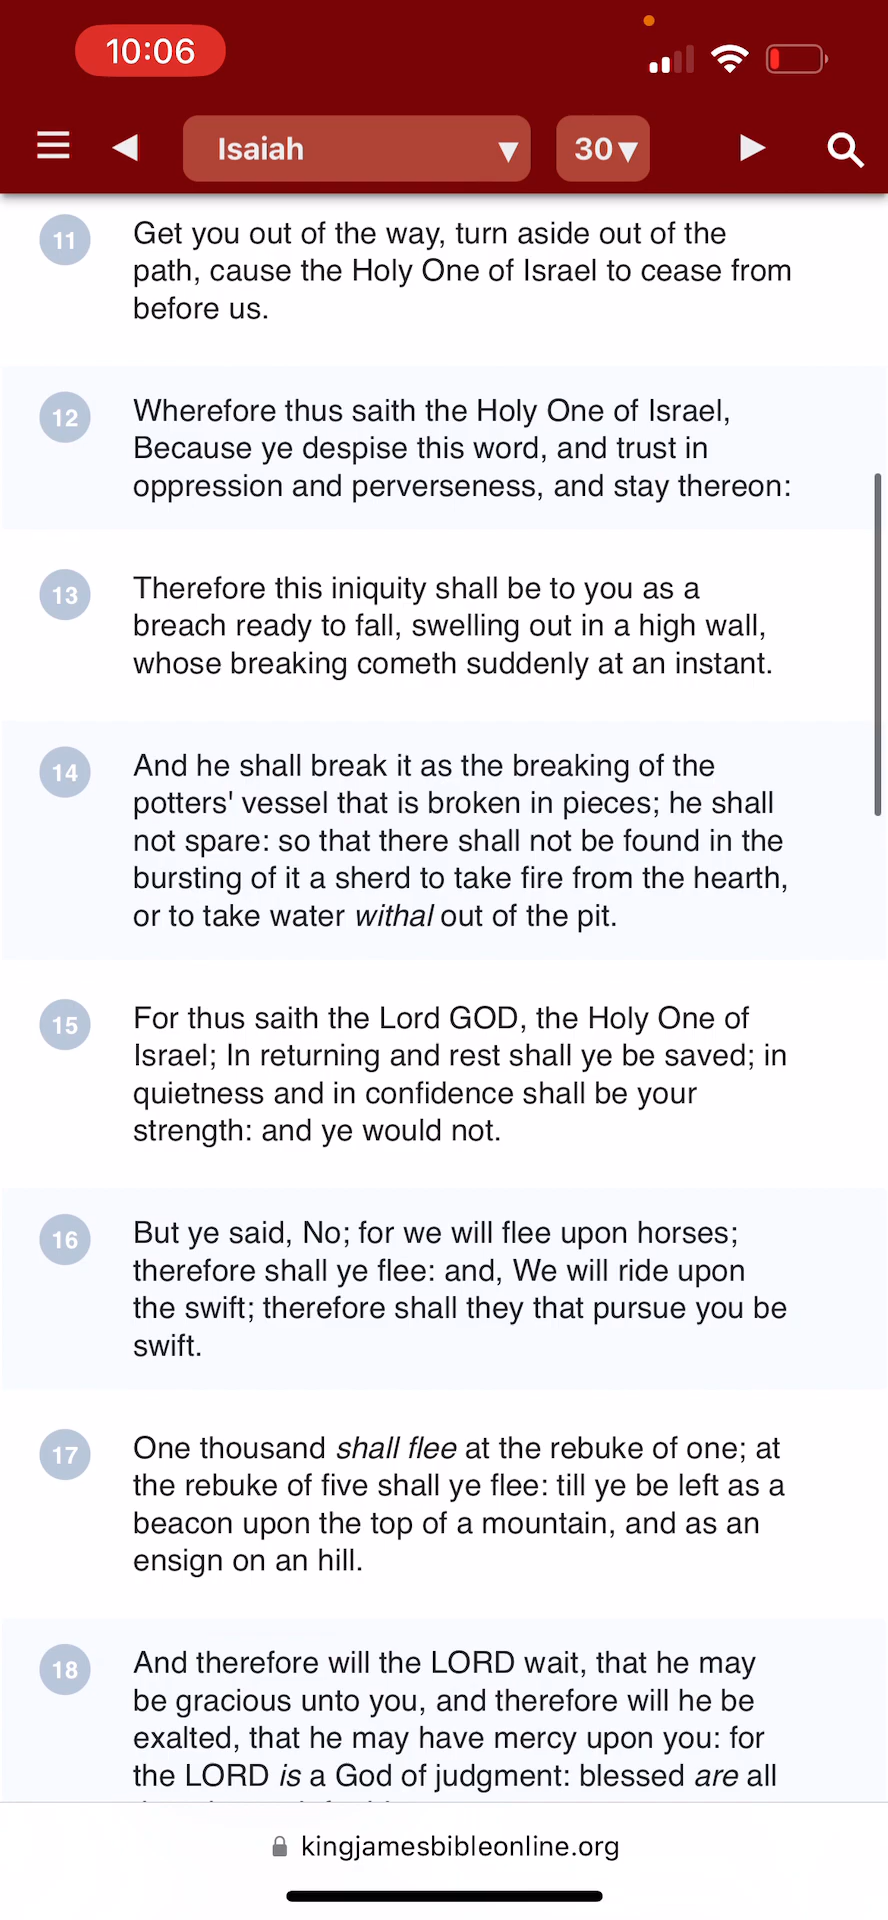 10:06
Isaiah
30
11
Get you out of the way, turn aside out of the
path, cause the Holy One of Israel to cease from
before us.
12
Wherefore thus saith the Holy One of Israel,
Because ye despise this word, and trust in
oppression and perverseness, and stay thereon:
13
Therefore this iniquity shall be to you as a
breach ready to fall, swelling out in a high wall,
whose breaking cometh suddenly at an instant.
14
And he shall break it as the breaking of the
potters' vessel that is broken in pieces; he shall
not spare: so that there shall not be found in the
bursting of it a sherd to take fire from the hearth,
or to take water withal out of the pit.
15
For thus saith the Lord GOD, the Holy One of
Israel; In returning and rest shall ye be saved; in
quietness and in confidence shall be your
strength: and ye would not.
16
But ye said, No; for we will flee upon horses;
therefore shall ye flee: and, We will ride upon
the swift; therefore shall they that pursue you be
swift.
17
One thousand shall flee at the rebuke of one; at
the rebuke of five shall ye flee: till ye be left as a
beacon upon the top of a mountain, and as an
ensign on an hill.
18
And therefore will the LORD wait, that he may
be gracious unto you, and therefore will he be
exalted, that he may have mercy upon you: for
the LORD is a God of judgment: blessed are all
kingjamesbibleonline.org